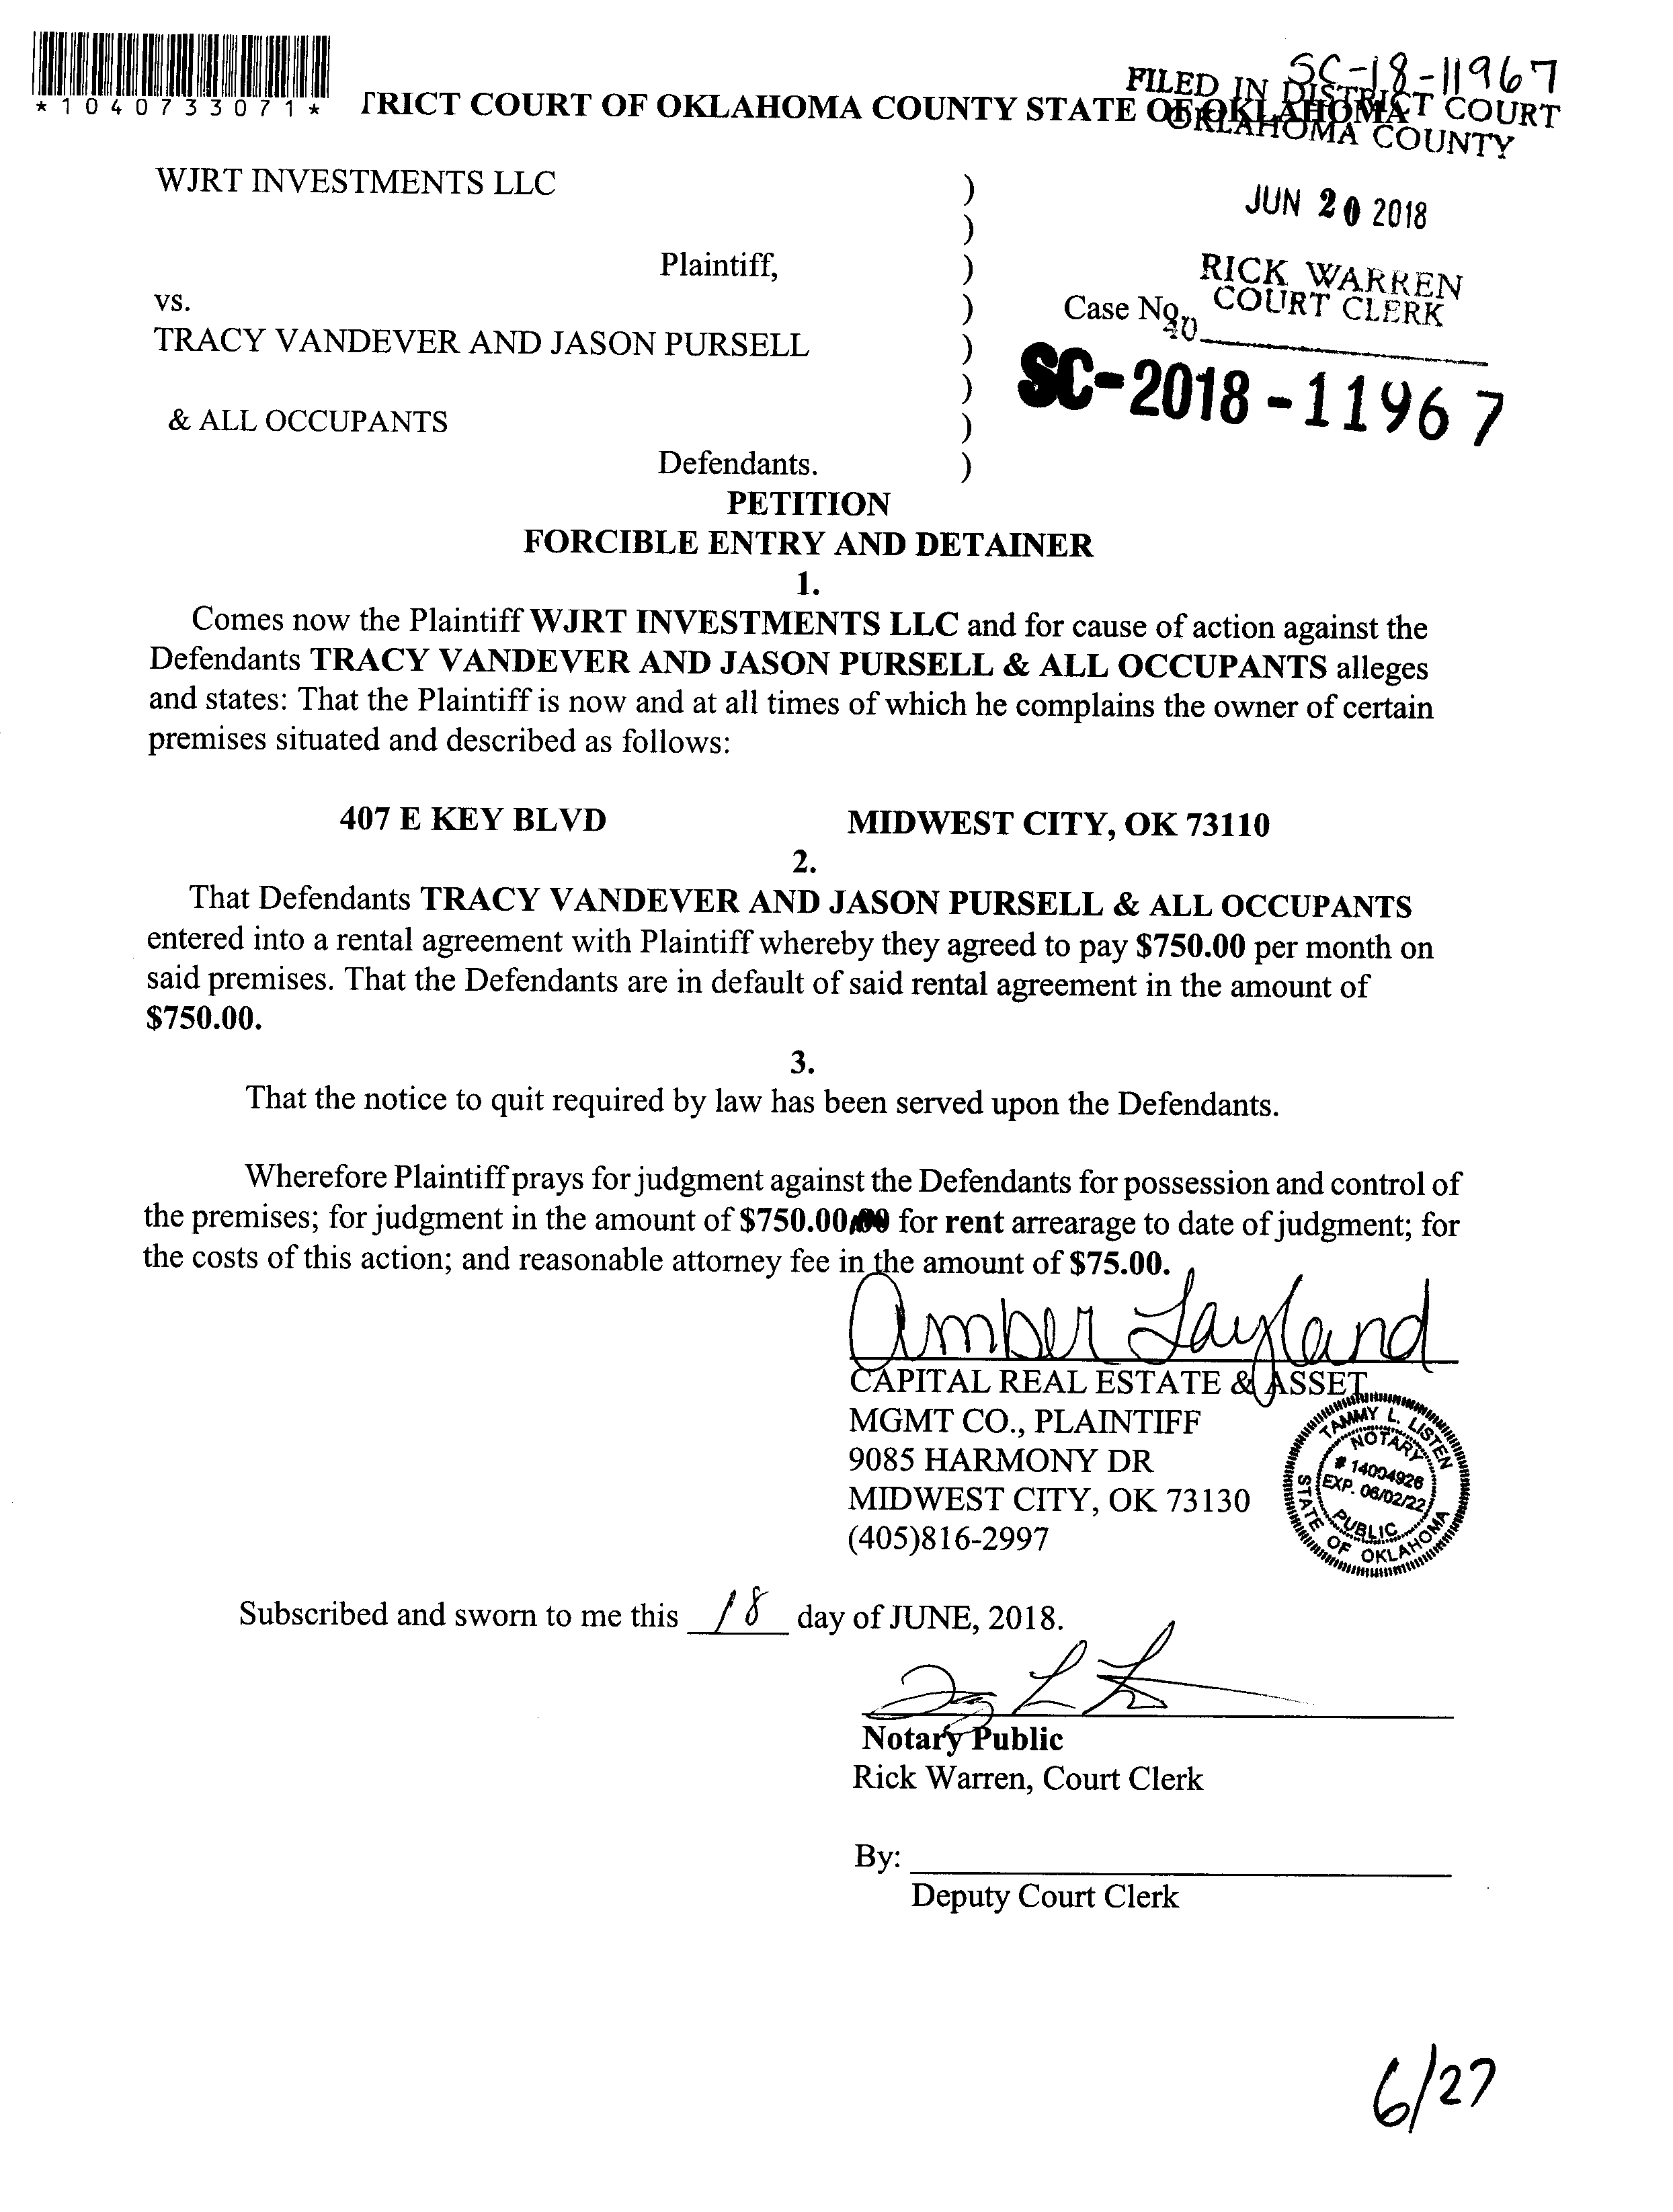 SC-18-11967
FILED IN DISTRICT COURT
OKLAHOMA COUNTY
*1040733071*
TRICT COURT OF OKLAHOMA COUNTY STATE OF OKLAHOMA
WJRT INVESTMENTS LLC )
)
JUN 20 2018
Plaintiff, )
RICK WARREN
COURT CLERK
vs. ) Case No.
40
TRACY VANDEVER AND JASON PURSELL )
)
SC-2018-11967
& ALL OCCUPANTS )
Defendants. )
PETITION
FORCIBLE ENTRY AND DETAINER
1.
Comes now the Plaintiff WJRT INVESTMENTS LLC and for cause of action against the
Defendants TRACY VANDEVER AND JASON PURSELL & ALL OCCUPANTS alleges
and states: That the Plaintiff is now and at all times of which he complains the owner of certain
premises situated and described as follows:
407 E KEY BLVD MIDWEST CITY, OK 73110
2.
That Defendants TRACY VANDEVER AND JASON PURSELL & ALL OCCUPANTS
entered into a rental agreement with Plaintiff whereby they agreed to pay $750.00 per month on
said premises. That the Defendants are in default of said rental agreement in the amount of
$750.00.
3.
That the notice to quit required by law has been served upon the Defendants.
Wherefore Plaintiff prays for judgment against the Defendants for possession and control of
the premises; for judgment in the amount of $750.00 for rent arrearage to date of judgment; for
the costs of this action; and reasonable attorney fee in the amount of $75.00.
Amber Layland
CAPITAL REAL ESTATE & ASSET
MGMT CO., PLAINTIFF
9085 HARMONY DR
MIDWEST CITY, OK 73130
(405)816-2997
TAMMY L. LISTEN
NOTARY
# 14004926
EXP. 06/02/22
PUBLIC
STATE OF OKLAHOMA
Subscribed and sworn to me this 18 day of JUNE, 2018.
Notary Public
Rick Warren, Court Clerk
By:
Deputy Court Clerk
6/27